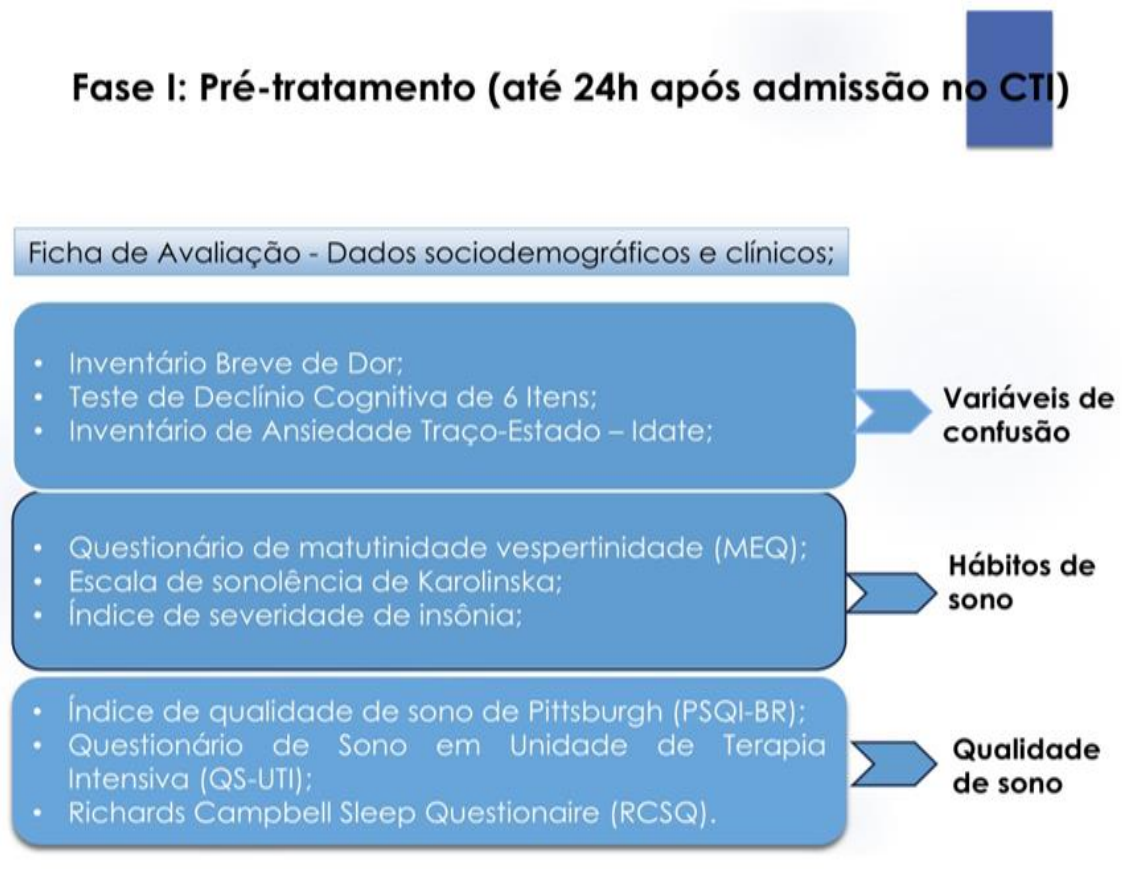 Fase I: Pré-tratamento (até 24h após admissão no CTI)
Ficha de Avaliação - Dados sociodemográficos e clínicos;
• Inventário Breve de Dor;
• Teste de Declínio Cognitiva de 6 Itens;
• Inventário de Ansiedade Traço-Estado – Idate;
Variáveis de
confusão
• Questionário de matutinidade vespertinidade (MEQ);
• Escala de sonolência de Karolinska;
• Índice de severidade de insônia;
Hábitos de
sono
• Índice de qualidade de sono de Pittsburgh (PSQI-BR);
• Questionário de Sono em Unidade de Terapia
Intensiva (QS-UTI);
• Richards Campbell Sleep Questionaire (RCSQ).
Qualidade
de sono